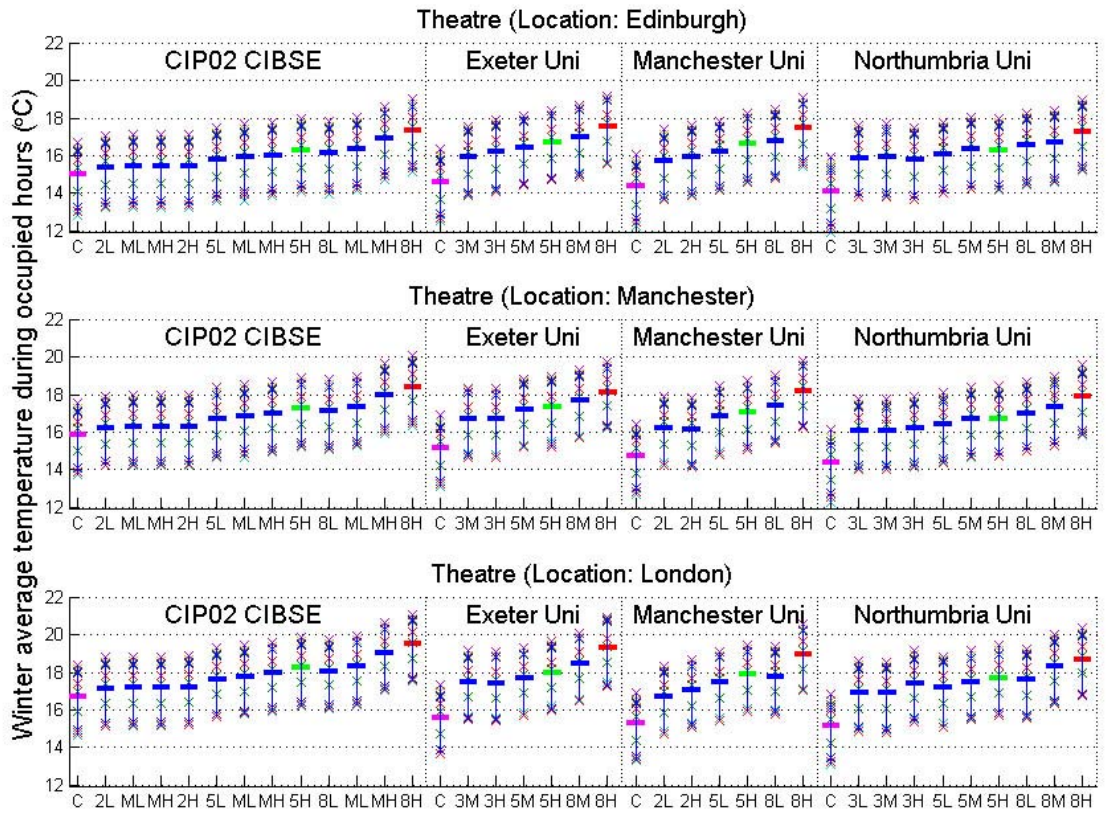 Theatre (Location: Edinburgh)
22
CIP02 CIBSE Exeter Uni Manchester Uni Northumbria Uni
20
18
16
14
12
C 2L ML MH 2H 5L ML MH 5H 8L ML MH 8H C 3M 3H 5M 5H 8M 8H C 2L 2H 5L 5H 8L 8H C 3L 3M 3H 5L 5M 5H 8L 8M 8H
Winter average temperature during occupied hours (°C)
Theatre (Location: Manchester)
22
CIP02 CIBSE Exeter Uni Manchester Uni Northumbria Uni
20
18
16
14
12
C 2L ML MH 2H 5L ML MH 5H 8L ML MH 8H C 3M 3H 5M 5H 8M 8H C 2L 2H 5L 5H 8L 8H C 3L 3M 3H 5L 5M 5H 8L 8M 8H
Theatre (Location: London)
22
CIP02 CIBSE Exeter Uni Manchester Uni Northumbria Uni
20
18
16
14
12
C 2L ML MH 2H 5L ML MH 5H 8L ML MH 8H C 3M 3H 5M 5H 8M 8H C 2L 2H 5L 5H 8L 8H C 3L 3M 3H 5L 5M 5H 8L 8M 8H